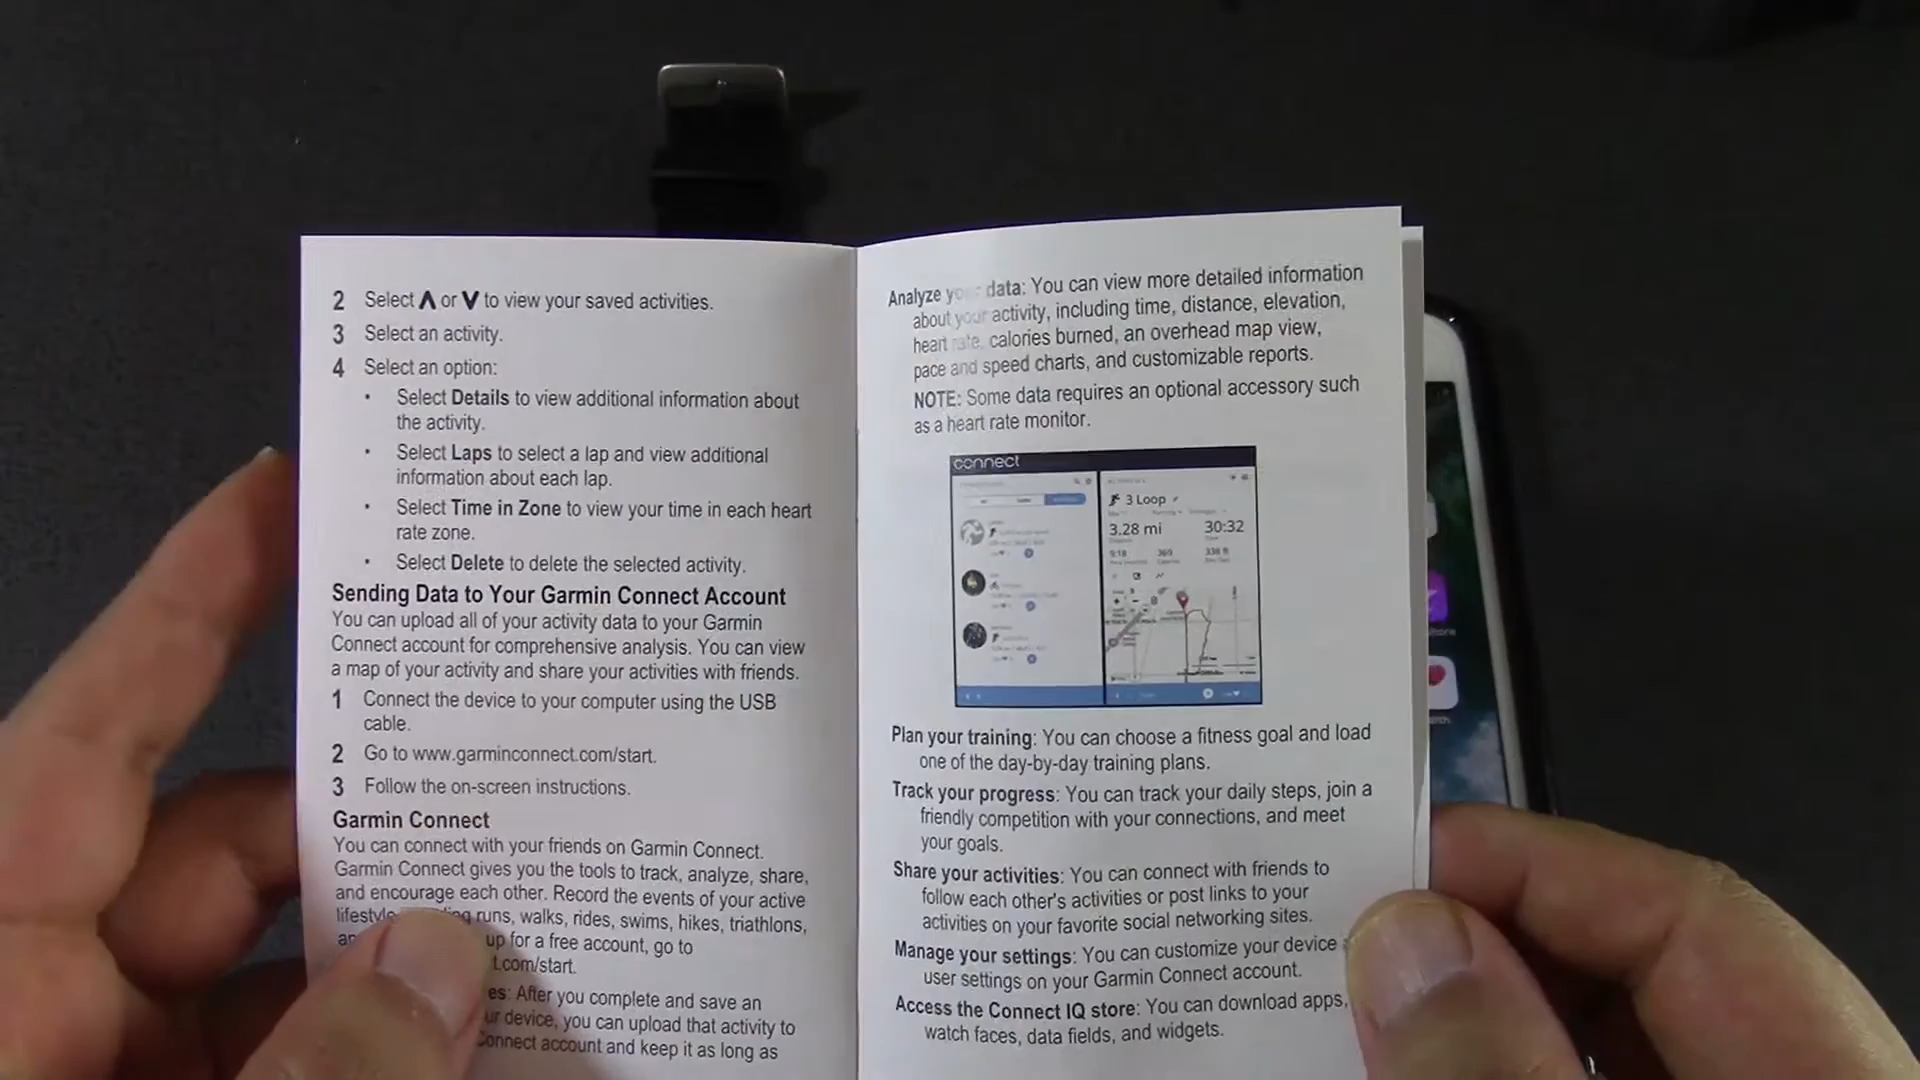 2 Select ∧ or ∨ to view your saved activities.
3 Select an activity.
4 Select an option:
• Select Details to view additional information about
the activity.
• Select Laps to select a lap and view additional
information about each lap.
• Select Time in Zone to view your time in each heart
rate zone.
• Select Delete to delete the selected activity.
Sending Data to Your Garmin Connect Account
You can upload all of your activity data to your Garmin
Connect account for comprehensive analysis. You can view
a map of your activity and share your activities with friends.
1 Connect the device to your computer using the USB
cable.
2 Go to www.garminconnect.com/start.
3 Follow the on-screen instructions.
Garmin Connect
You can connect with your friends on Garmin Connect.
Garmin Connect gives you the tools to track, analyze, share,
and encourage each other. Record the events of your active
lifestyle runs, walks, rides, swims, hikes, triathlons,
up for a free account, go to
t.com/start.
es: After you complete and save an
ur device, you can upload that activity to
Connect account and keep it as long as
Analyze your data: You can view more detailed information
about your activity, including time, distance, elevation,
heart rate, calories burned, an overhead map view,
pace and speed charts, and customizable reports.
NOTE: Some data requires an optional accessory such
as a heart rate monitor.
connect
3 Loop
3.28 mi 30:32
9:18 369 338 ft
Plan your training: You can choose a fitness goal and load
one of the day-by-day training plans.
Track your progress: You can track your daily steps, join a
friendly competition with your connections, and meet
your goals.
Share your activities: You can connect with friends to
follow each other's activities or post links to your
activities on your favorite social networking sites.
Manage your settings: You can customize your device
user settings on your Garmin Connect account.
Access the Connect IQ store: You can download apps,
watch faces, data fields, and widgets.